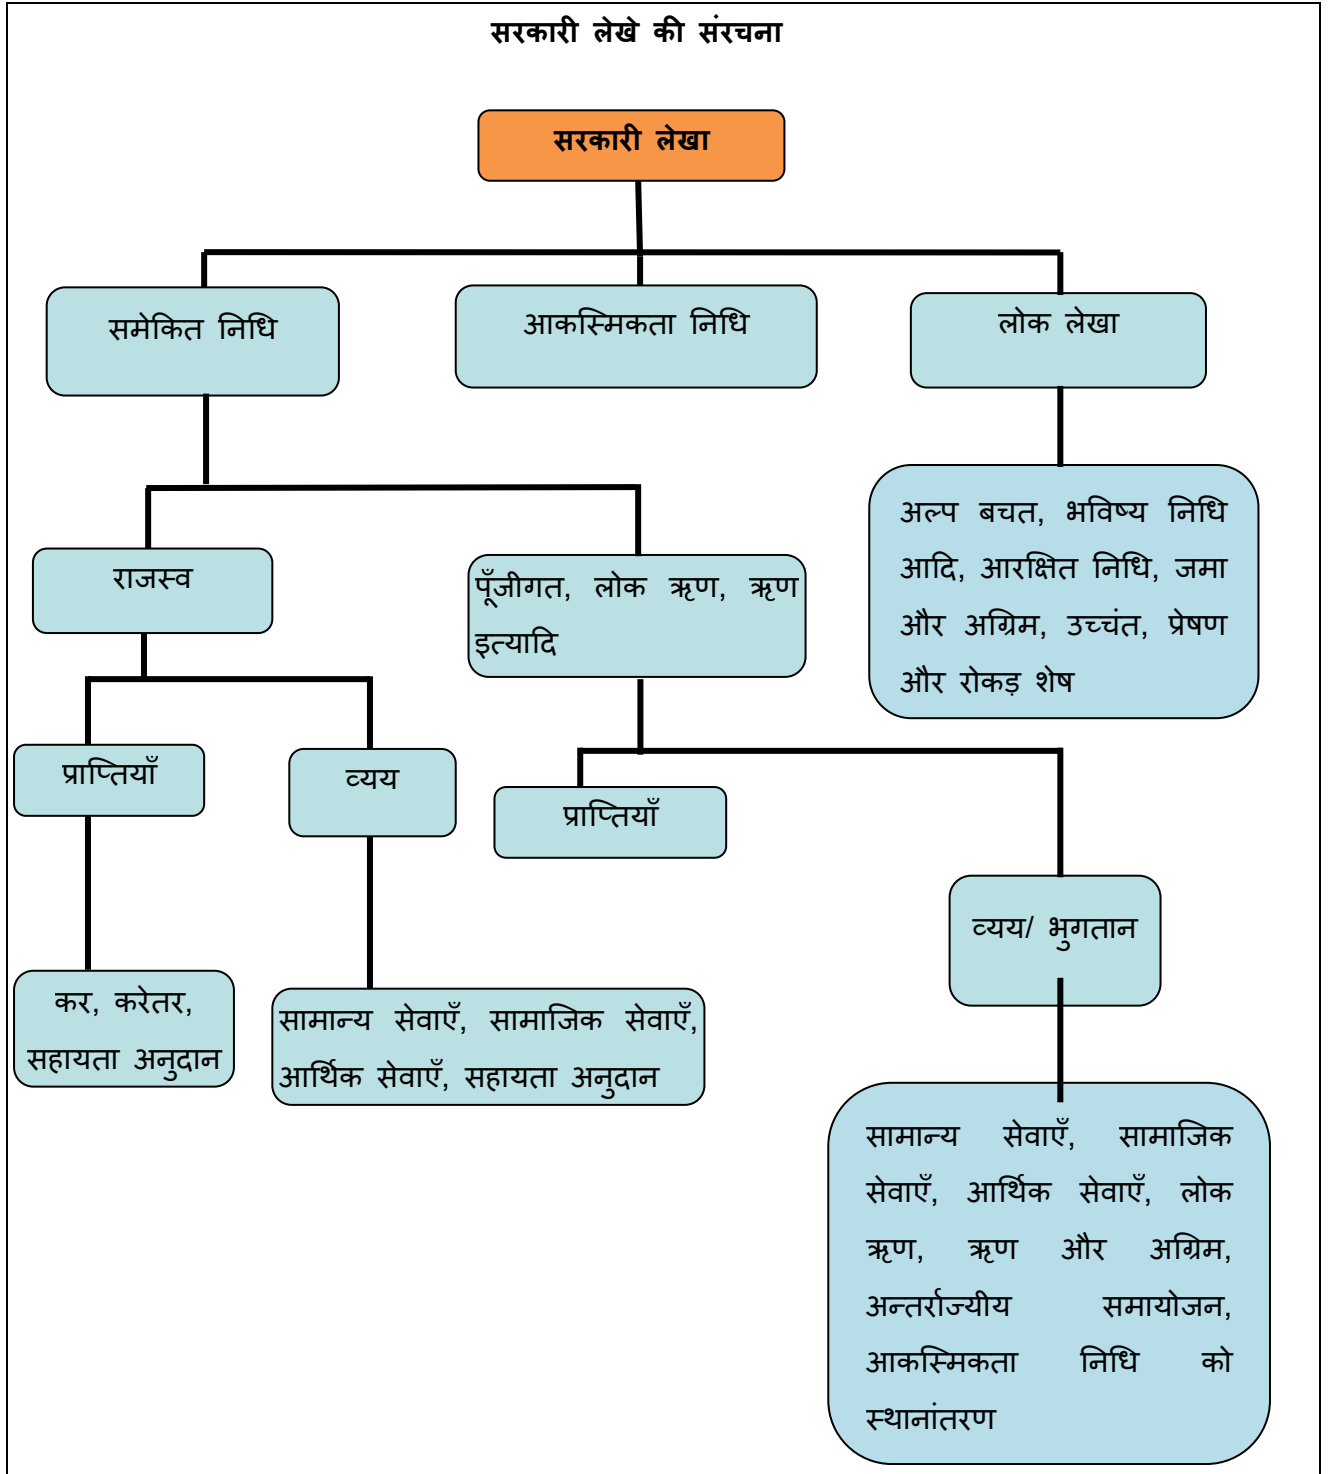 सरकारी लेखे की संरचना
सरकारी लेखा
समेकित निधि
आकस्मिकता निधि
लोक लेखा
अल्प बचत, भविष्य निधि
आदि, आरक्षित निधि, जमा
और अग्रिम, उच्चंत, प्रेषण
और रोकड़ शेष
राजस्व
पूँजीगत, लोक ऋण, ऋण
इत्यादि
प्राप्तियाँ
व्यय
प्राप्तियाँ
व्यय/ भुगतान
कर, करेतर,
सहायता अनुदान
सामान्य सेवाएँ, सामाजिक सेवाएँ,
आर्थिक सेवाएँ, सहायता अनुदान
सामान्य सेवाएँ, सामाजिक
सेवाएँ, आर्थिक सेवाएँ, लोक
ऋण, ऋण और अग्रिम,
अन्तर्राज्यीय समायोजन,
आकस्मिकता निधि को
स्थानांतरण